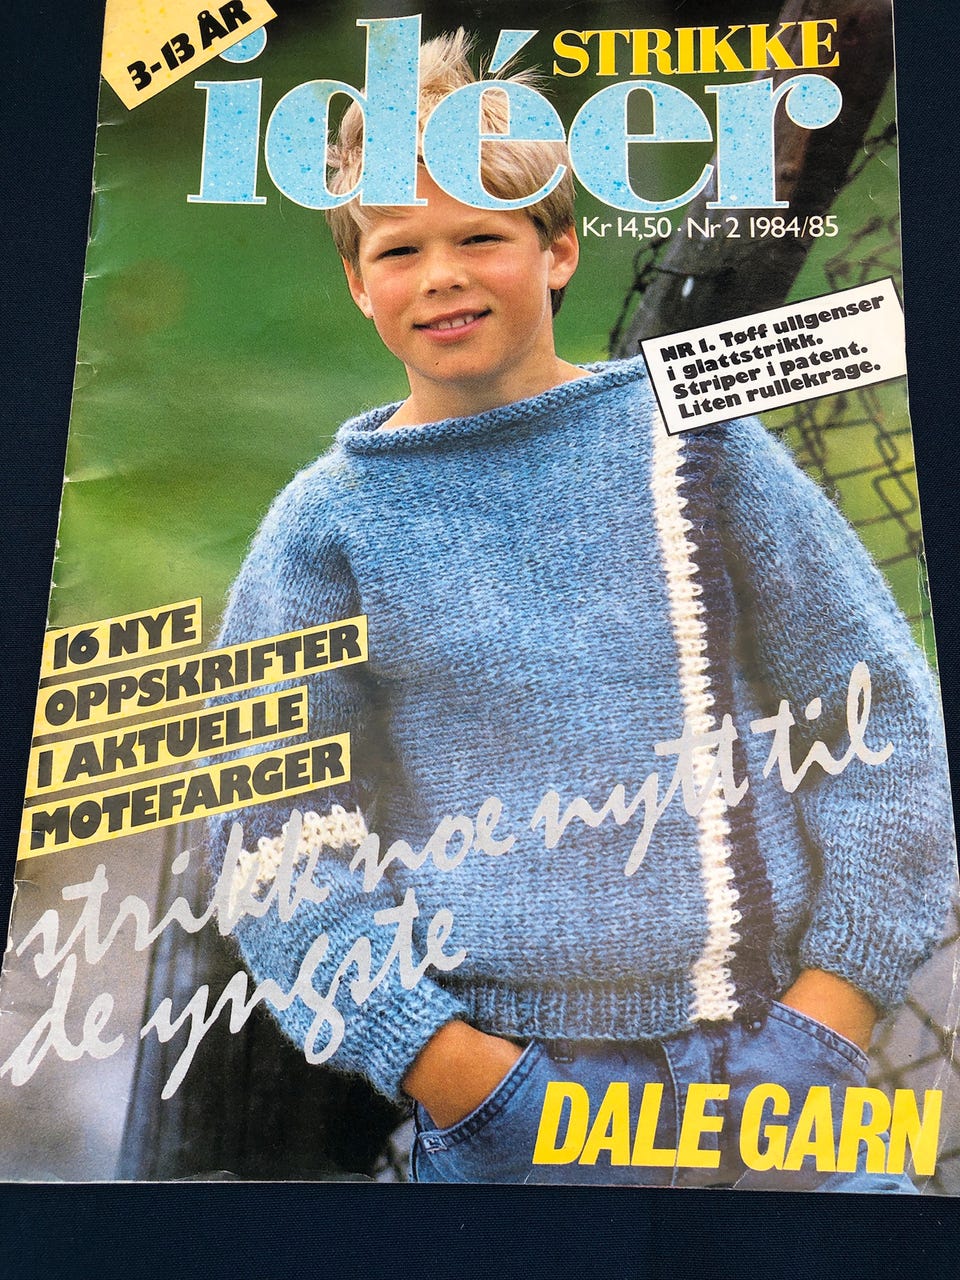 3-13 ÅR
STRIKKE
idéer
Kr 14,50 · Nr 2 1984/85
NR 1. Tøff ullgenser
i glattstrikk.
Striper i patent.
Liten rullekrage.
16 NYE
OPPSKRIFTER
I AKTUELLE
MOTEFARGER
strikk noe nytt til
de yngste
DALE GARN